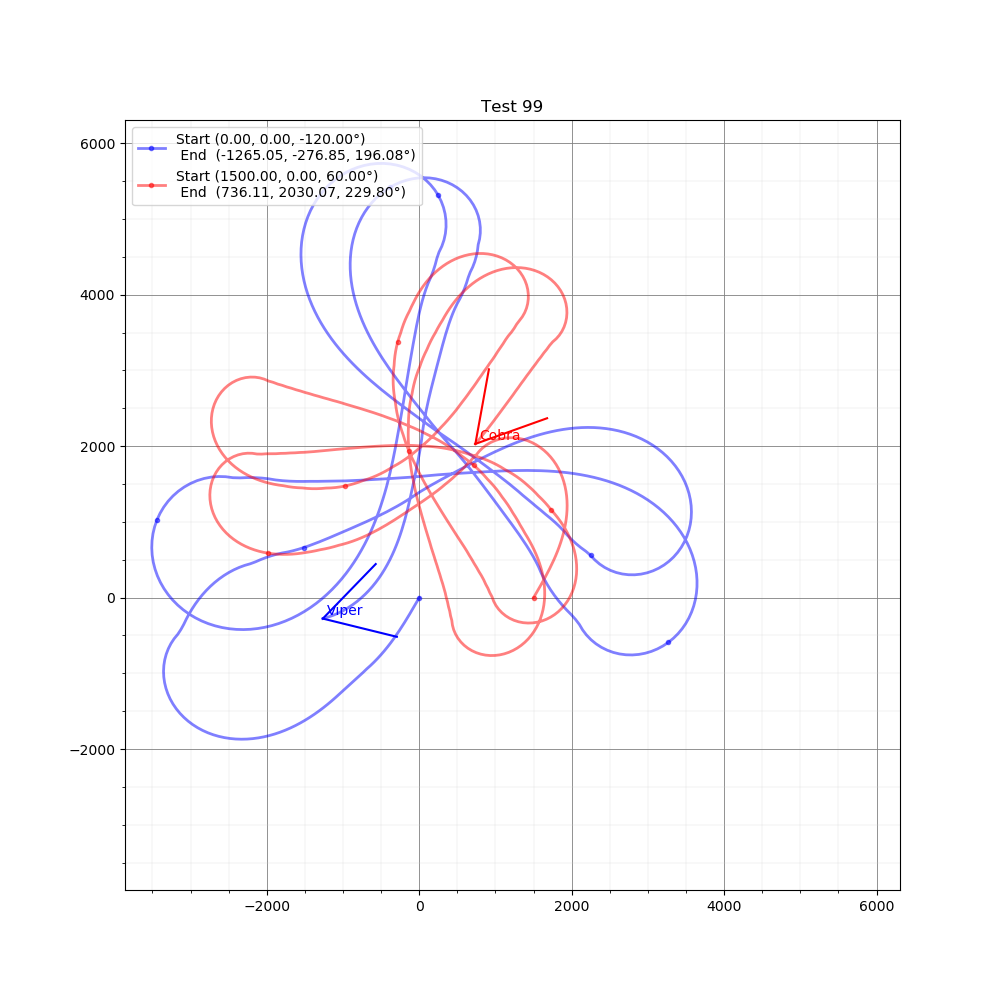 Test 99
Start (0.00, 0.00, -120.00°)
End (-1265.05, -276.85, 196.08°)
Start (1500.00, 0.00, 60.00°)
End (736.11, 2030.07, 229.80°)
6000
4000
2000
0
−2000
Cobra
Viper
−2000 0 2000 4000 6000